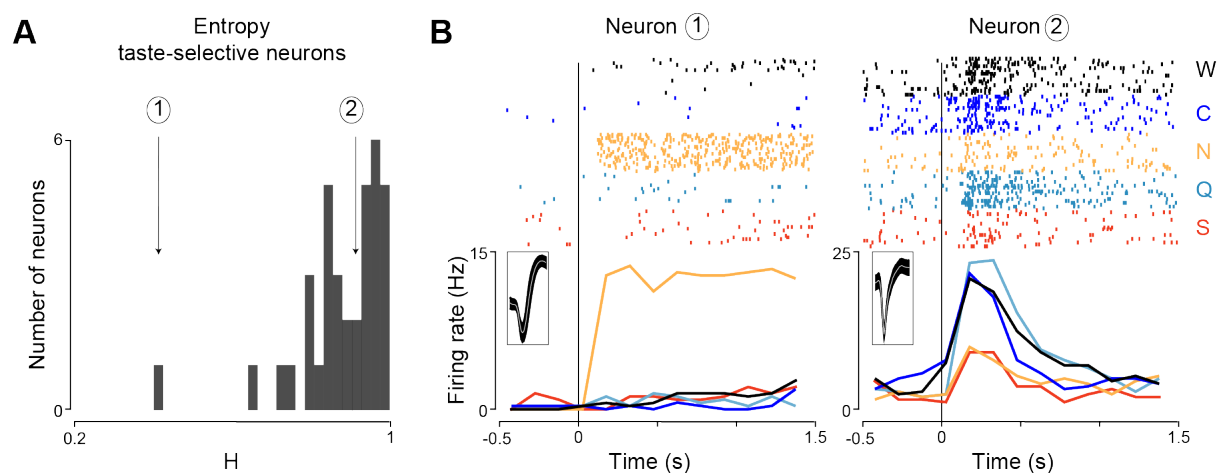 A
Entropy
taste-selective neurons
1
2
6
0
Number of neurons
0.2
1
H
B
Neuron 1
Neuron 2
W
C
N
Q
S
15
0
Firing rate (Hz)
-0.5
0
1.5
Time (s)
25
0
-0.5
0
1.5
Time (s)